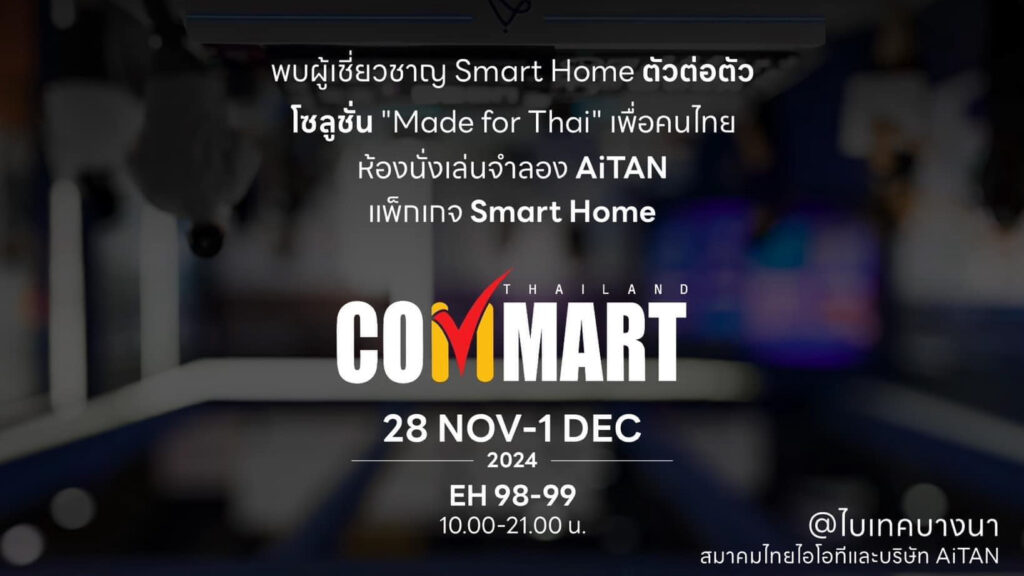 พบผู้เชี่ยวชาญ Smart Home ตัวต่อตัว
โซลูชั่น "Made for Thai" เพื่อคนไทย
ห้องนั่งเล่นจำลอง AiTAN
แพ็กเกจ Smart Home
THAILAND
COMMART
28 NOV-1 DEC
2024
EH 98-99
10.00-21.00 น.
@ไบเทคบางนา
สมาคมไทยไอโอทีและบริษัท AiTAN